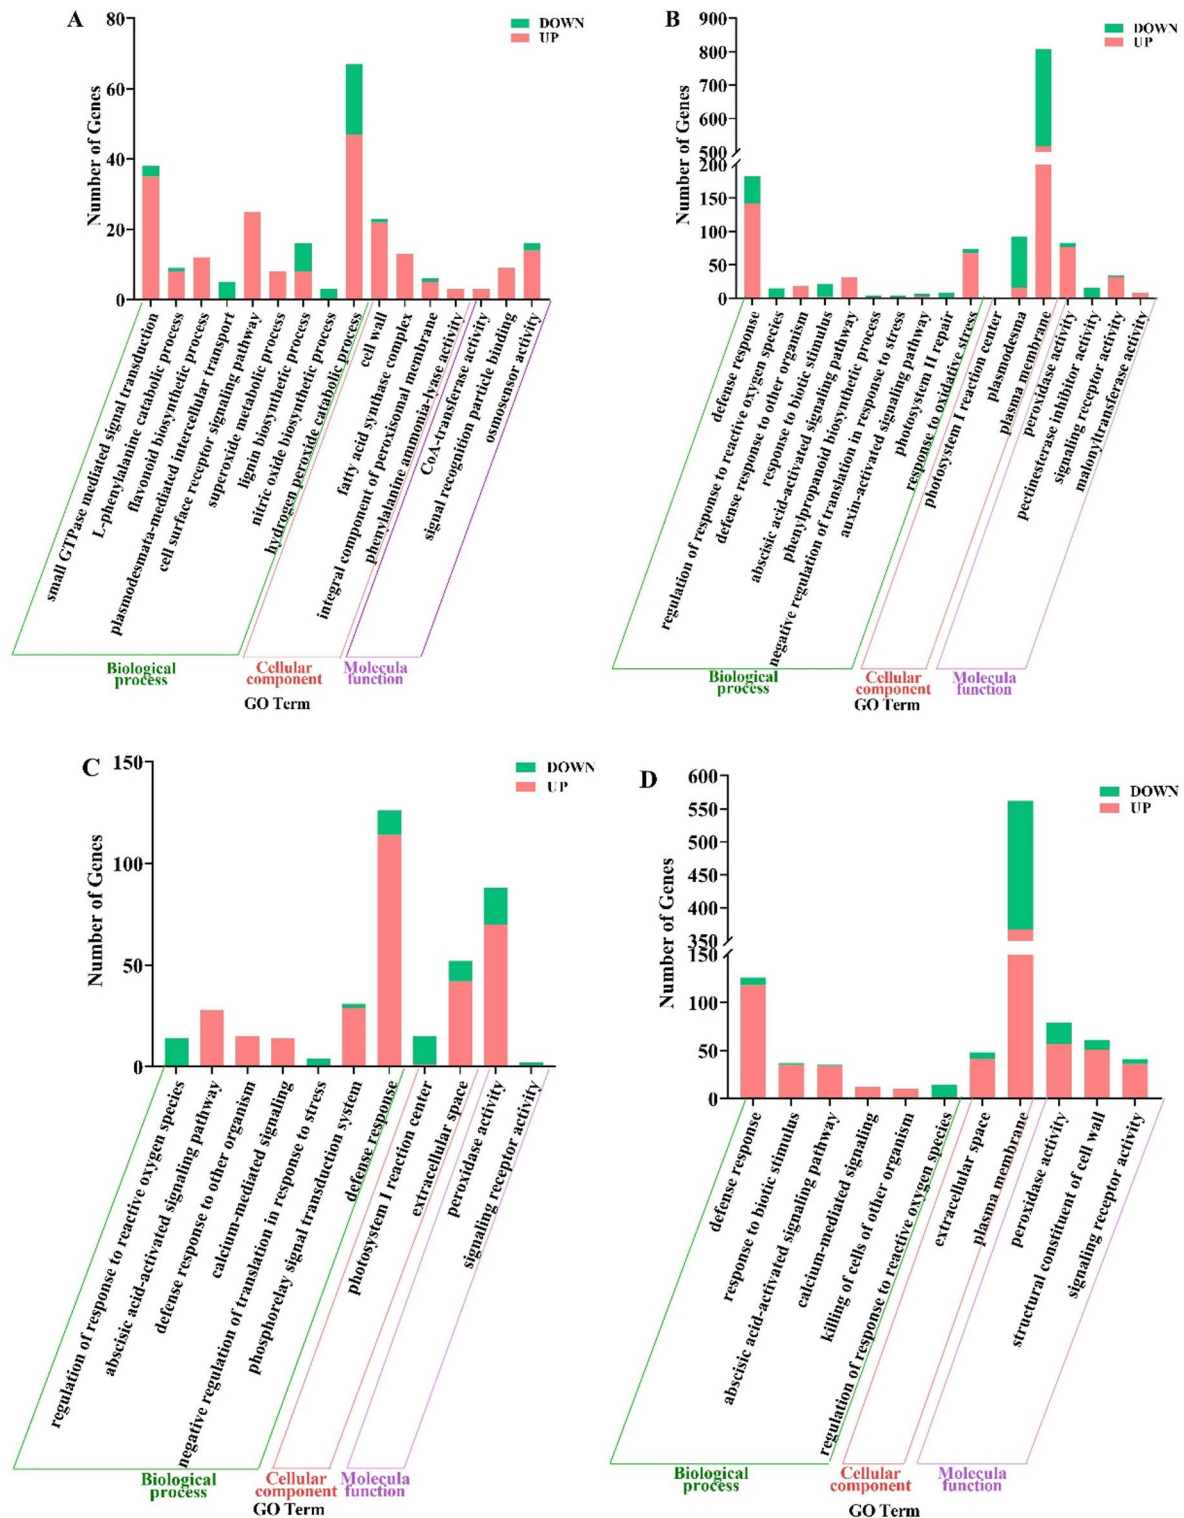 A
DOWN
UP
Number of Genes
80
60
40
20
0
small GTPase mediated signal transduction
L-phenylalanine catabolic process
flavonoid biosynthetic process
plasmodesmata-mediated intercellular transport
cell surface receptor signaling pathway
superoxide metabolic process
lignin biosynthetic process
nitric oxide biosynthetic process
hydrogen peroxide catabolic process
cell wall
fatty acid synthase complex
integral component of peroxisomal membrane
phenylalanine ammonia-lyase activity
CoA-transferase activity
signal recognition particle binding
osmosensor activity
Biological
process
Cellular
component
Molecula
function
GO Term
B
DOWN
UP
Number of Genes
900
800
700
600
500
200
150
100
50
0
defense response
regulation of response to reactive oxygen species
defense response to other organism
response to biotic stimulus
abscisic acid-activated signaling pathway
phenylpropanoid biosynthetic process
negative regulation of translation in response to stress
auxin-activated signaling pathway
photosystem II repair
response to oxidative stress
photosystem I reaction center
plasmodesma
plasma membrane
peroxidase activity
pectinesterase inhibitor activity
signaling receptor activity
malonyltransferase activity
Biological
process
Cellular
component
Molecula
function
GO Term
C
DOWN
UP
Number of Genes
150
100
50
0
regulation of response to reactive oxygen species
abscisic acid-activated signaling pathway
defense response to other organism
calcium-mediated signaling
negative regulation of translation in response to stress
phosphorelay signal transduction system
defense response
photosystem I reaction center
extracellular space
peroxidase activity
signaling receptor activity
Biological
process
Cellular
component
Molecula
function
GO Term
D
DOWN
UP
Number of Genes
600
550
500
450
400
350
150
100
50
0
defense response
response to biotic stimulus
abscisic acid-activated signaling pathway
calcium-mediated signaling
killing of cells of other organism
regulation of response to reactive oxygen species
extracellular space
plasma membrane
peroxidase activity
structural constituent of cell wall
signaling receptor activity
Biological
process
Cellular
component
Molecula
function
GO Term